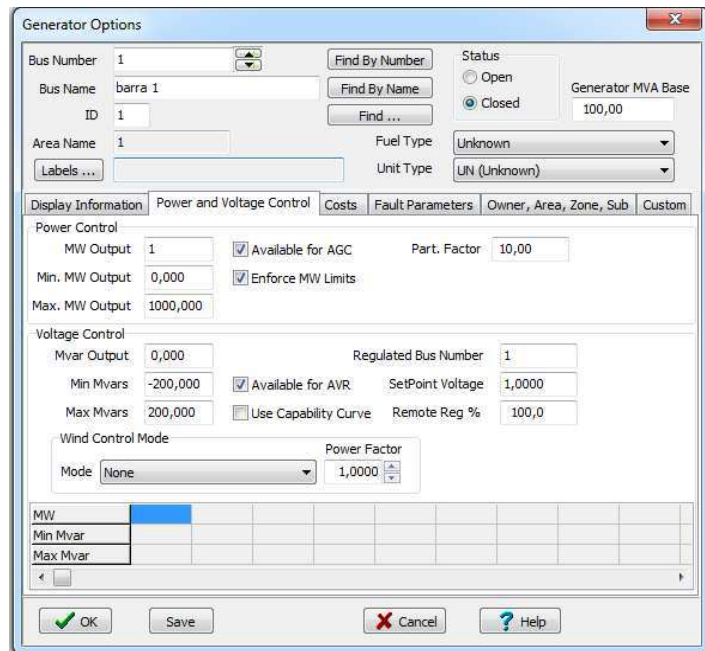 Generator Options
Bus Number 1 Find By Number Status
Open
Bus Name barra 1 Find By Name Generator MVA Base
Closed 100,00
ID 1 Find ...
Area Name 1 Fuel Type Unknown
Labels ... Unit Type UN (Unknown)
Display Information Power and Voltage Control Costs Fault Parameters Owner, Area, Zone, Sub Custom
Power Control
MW Output 1 Available for AGC Part. Factor 10,00
Min. MW Output 0,000 Enforce MW Limits
Max. MW Output 1000,000
Voltage Control
Mvar Output 0,000 Regulated Bus Number 1
Min Mvars -200,000 Available for AVR SetPoint Voltage 1,0000
Max Mvars 200,000 Use Capability Curve Remote Reg % 100,0
Wind Control Mode
Power Factor
Mode None 1,0000
MW
Min Mvar
Max Mvar
OK Save Cancel ? Help